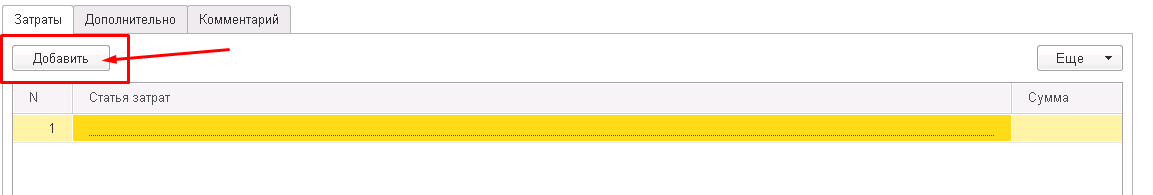 Затраты Дополнительно Комментарий
Добавить Еще
N Статья затрат Сумма
1